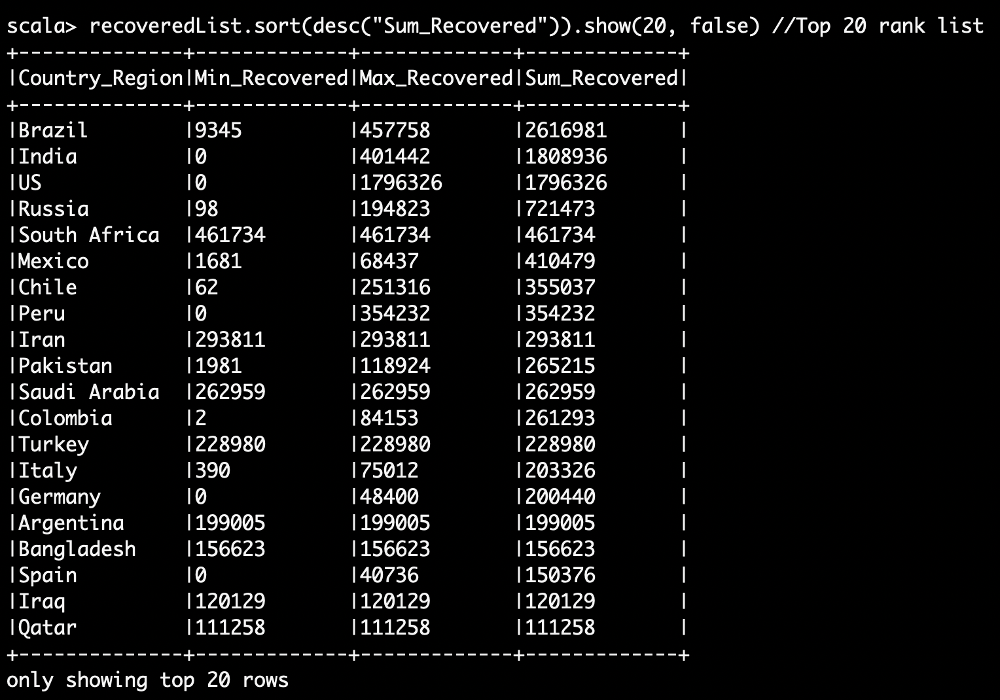 scala> recoveredList.sort(desc("Sum_Recovered")).show(20, false) //Top 20 rank list
+--------------+-------------+-------------+-------------+
|Country_Region|Min_Recovered|Max_Recovered|Sum_Recovered|
+--------------+-------------+-------------+-------------+
|Brazil        |9345         |457758       |2616981      |
|India         |0            |401442       |1808936      |
|US            |0            |1796326      |1796326      |
|Russia        |98           |194823       |721473       |
|South Africa  |461734       |461734       |461734       |
|Mexico        |1681         |68437        |410479       |
|Chile         |62           |251316       |355037       |
|Peru          |0            |354232       |354232       |
|Iran          |293811       |293811       |293811       |
|Pakistan      |1981         |118924       |265215       |
|Saudi Arabia  |262959       |262959       |262959       |
|Colombia      |2            |84153        |261293       |
|Turkey        |228980       |228980       |228980       |
|Italy         |390          |75012        |203326       |
|Germany       |0            |48400        |200440       |
|Argentina     |199005       |199005       |199005       |
|Bangladesh    |156623       |156623       |156623       |
|Spain         |0            |40736        |150376       |
|Iraq          |120129       |120129       |120129       |
|Qatar         |111258       |111258       |111258       |
+--------------+-------------+-------------+-------------+
only showing top 20 rows